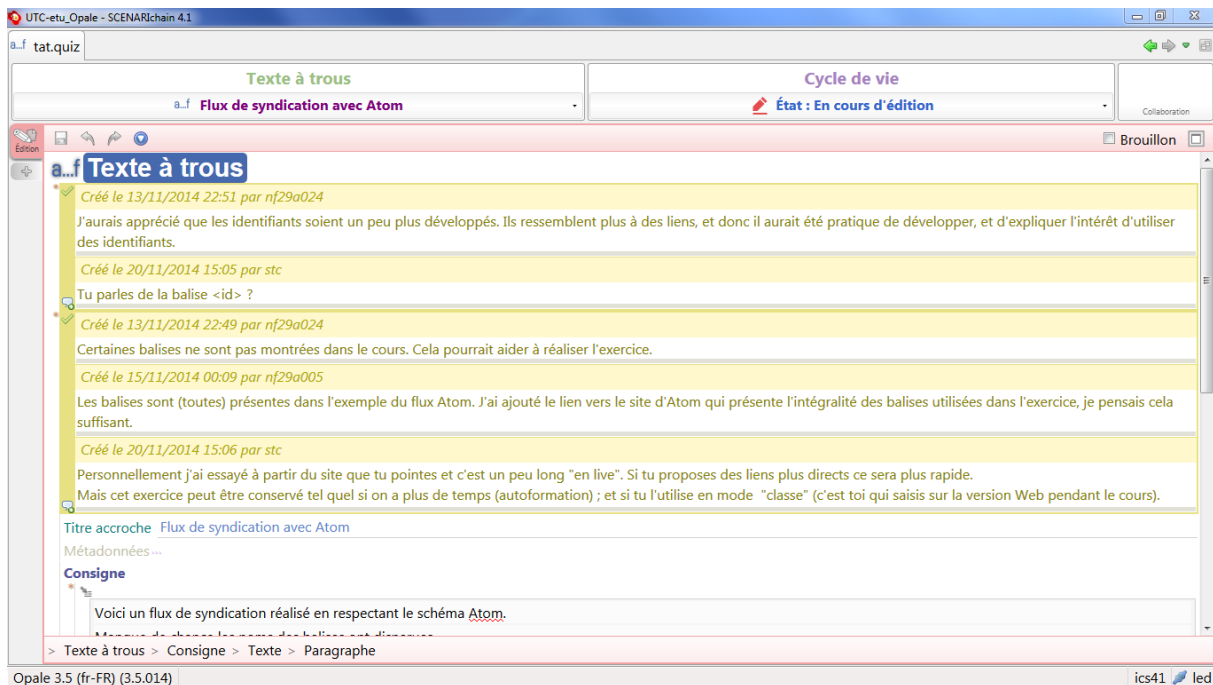 UTC-etu_Opale - SCENARIchain 4.1
a...f tat.quiz
Texte à trous
Cycle de vie
a...f Flux de syndication avec Atom
État : En cours d'édition
Collaboration
Édition
Brouillon
a...f Texte à trous
Créé le 13/11/2014 22:51 par nf29a024
J'aurais apprécié que les identifiants soient un peu plus développés. Ils ressemblent plus à des liens, et donc il aurait été pratique de développer, et d'expliquer l'intérêt d'utiliser
des identifiants.
Créé le 20/11/2014 15:05 par stc
Tu parles de la balise <id> ?
Créé le 13/11/2014 22:49 par nf29a024
Certaines balises ne sont pas montrées dans le cours. Cela pourrait aider à réaliser l'exercice.
Créé le 15/11/2014 00:09 par nf29a005
Les balises sont (toutes) présentes dans l'exemple du flux Atom. J'ai ajouté le lien vers le site d'Atom qui présente l'intégralité des balises utilisées dans l'exercice, je pensais cela
suffisant.
Créé le 20/11/2014 15:06 par stc
Personnellement j'ai essayé à partir du site que tu pointes et c'est un peu long "en live". Si tu proposes des liens plus directs ce sera plus rapide.
Mais cet exercice peut être conservé tel quel si on a plus de temps (autoformation) ; et si tu l'utilise en mode "classe" (c'est toi qui saisis sur la version Web pendant le cours).
Titre accroche Flux de syndication avec Atom
Métadonnées ...
Consigne
Voici un flux de syndication réalisé en respectant le schéma Atom.
> Texte à trous > Consigne > Texte > Paragraphe
Opale 3.5 (fr-FR) (3.5.014)
ics41 led